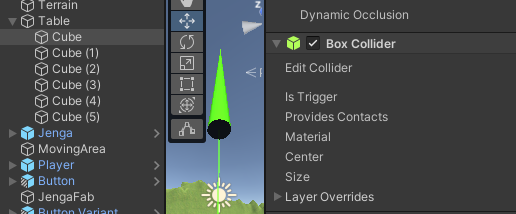 Terrain
Table
Cube
Cube (1)
Cube (2)
Cube (3)
Cube (4)
Cube (5)
Jenga
MovingArea
Player
Button
JengaFab
Button Variant
z
Dynamic Occlusion
Box Collider
Edit Collider
Is Trigger
Provides Contacts
Material
Center
Size
Layer Overrides